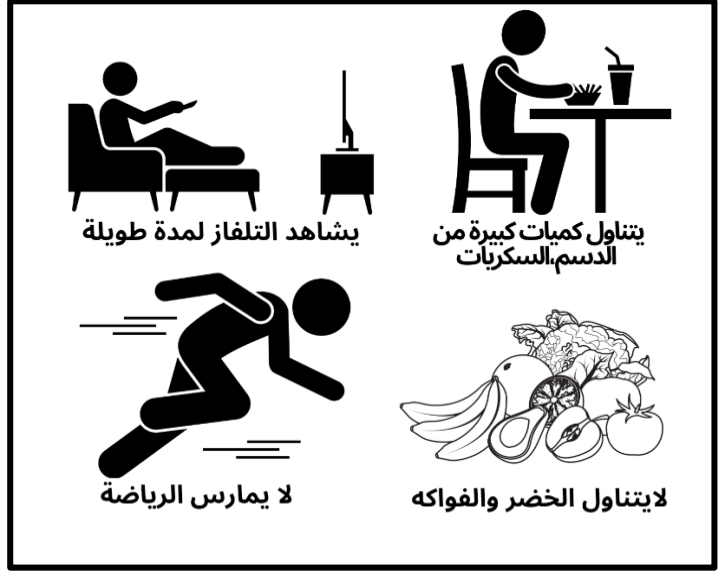 يتناول كميات كبيرة من
الدسم،السكريات
يشاهد التلفاز لمدة طويلة
لايتناول الخضر والفواكه
لا يمارس الرياضة